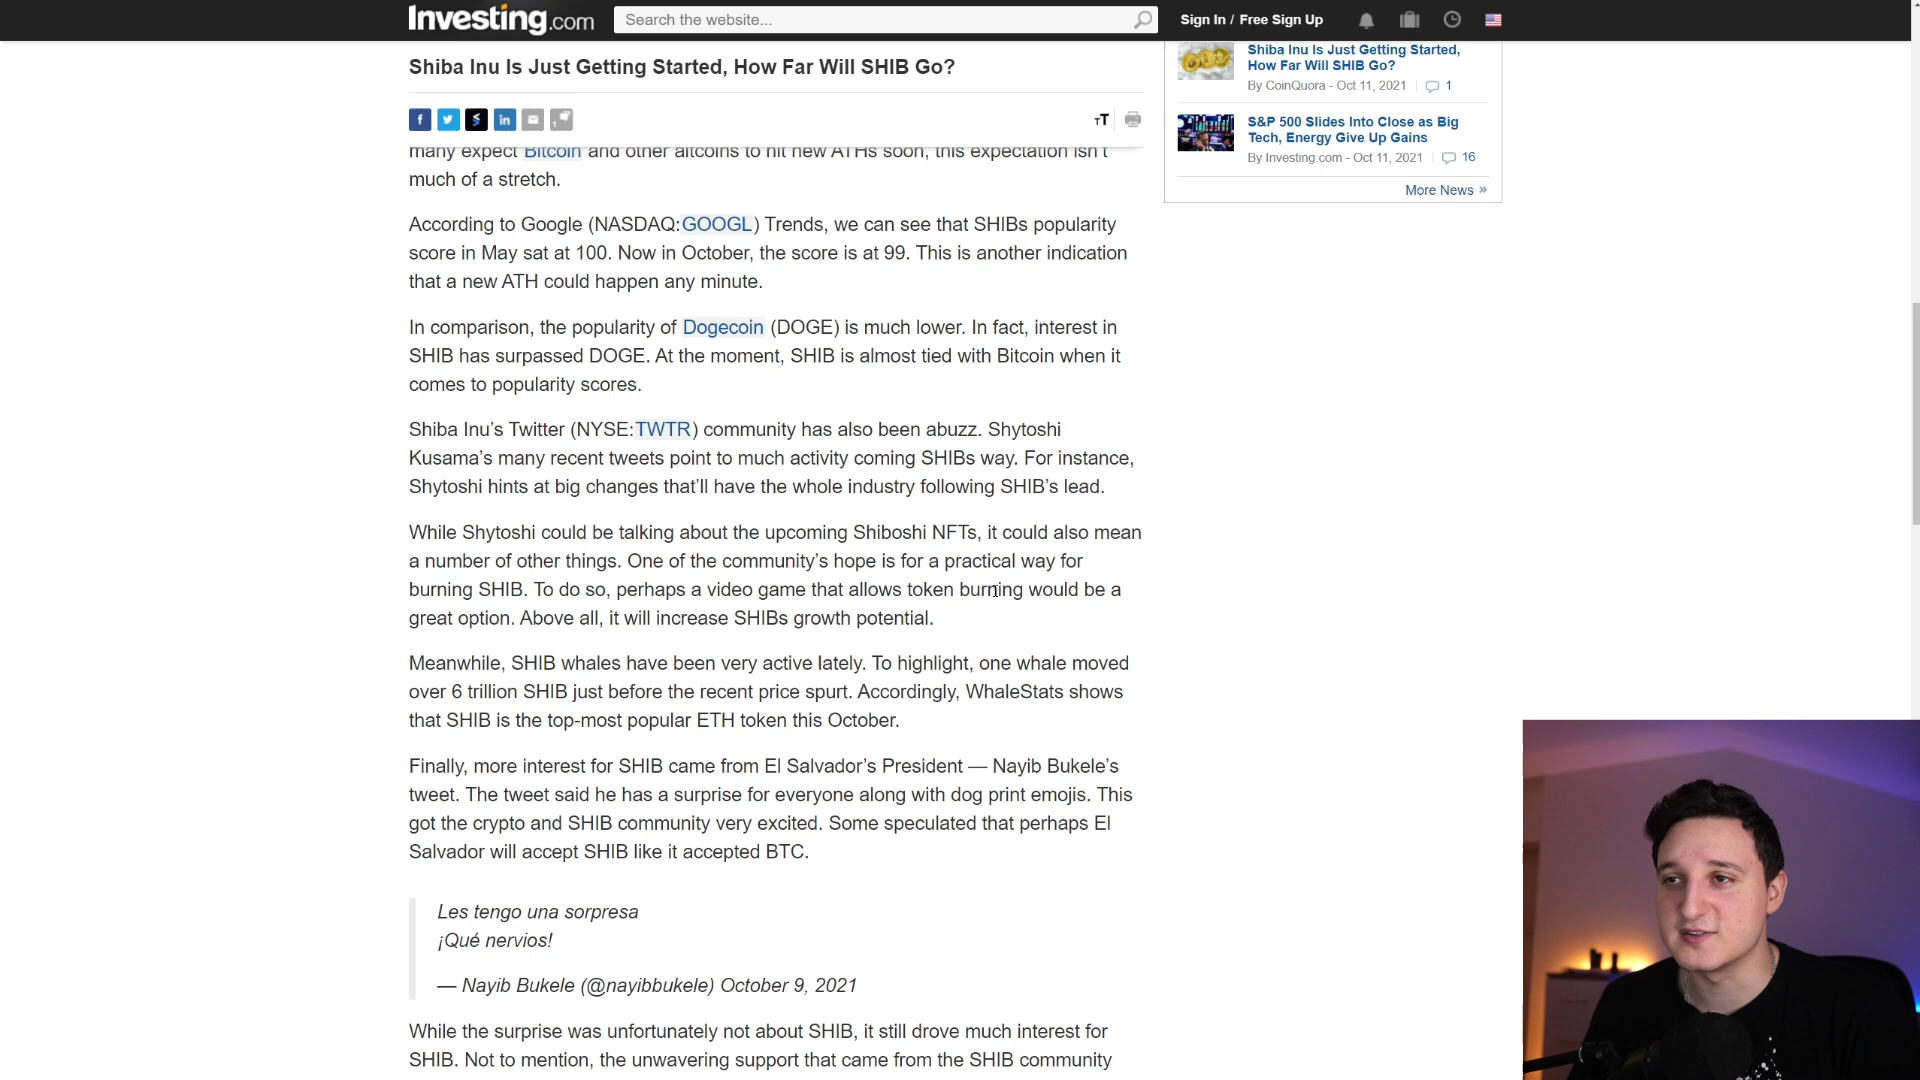 Investing.com
Search the website...
Sign In / Free Sign Up
Shiba Inu Is Just Getting Started, How Far Will SHIB Go?
1
many expect Bitcoin and other altcoins to hit new ATHs soon, this expectation isn't
much of a stretch.
According to Google (NASDAQ:GOOGL) Trends, we can see that SHIBs popularity
score in May sat at 100. Now in October, the score is at 99. This is another indication
that a new ATH could happen any minute.
In comparison, the popularity of Dogecoin (DOGE) is much lower. In fact, interest in
SHIB has surpassed DOGE. At the moment, SHIB is almost tied with Bitcoin when it
comes to popularity scores.
Shiba Inu's Twitter (NYSE:TWTR) community has also been abuzz. Shytoshi
Kusama's many recent tweets point to much activity coming SHIBs way. For instance,
Shytoshi hints at big changes that'll have the whole industry following SHIB's lead.
While Shytoshi could be talking about the upcoming Shiboshi NFTs, it could also mean
a number of other things. One of the community's hope is for a practical way for
burning SHIB. To do so, perhaps a video game that allows token burning would be a
great option. Above all, it will increase SHIBs growth potential.
Meanwhile, SHIB whales have been very active lately. To highlight, one whale moved
over 6 trillion SHIB just before the recent price spurt. Accordingly, WhaleStats shows
that SHIB is the top-most popular ETH token this October.
Finally, more interest for SHIB came from El Salvador's President — Nayib Bukele's
tweet. The tweet said he has a surprise for everyone along with dog print emojis. This
got the crypto and SHIB community very excited. Some speculated that perhaps El
Salvador will accept SHIB like it accepted BTC.
Les tengo una sorpresa
¡Qué nervios!
— Nayib Bukele (@nayibbukele) October 9, 2021
While the surprise was unfortunately not about SHIB, it still drove much interest for
SHIB. Not to mention, the unwavering support that came from the SHIB community
Shiba Inu Is Just Getting Started,
How Far Will SHIB Go?
By CoinQuora - Oct 11, 2021 1
S&P 500 Slides Into Close as Big
Tech, Energy Give Up Gains
By Investing.com - Oct 11, 2021 16
More News »